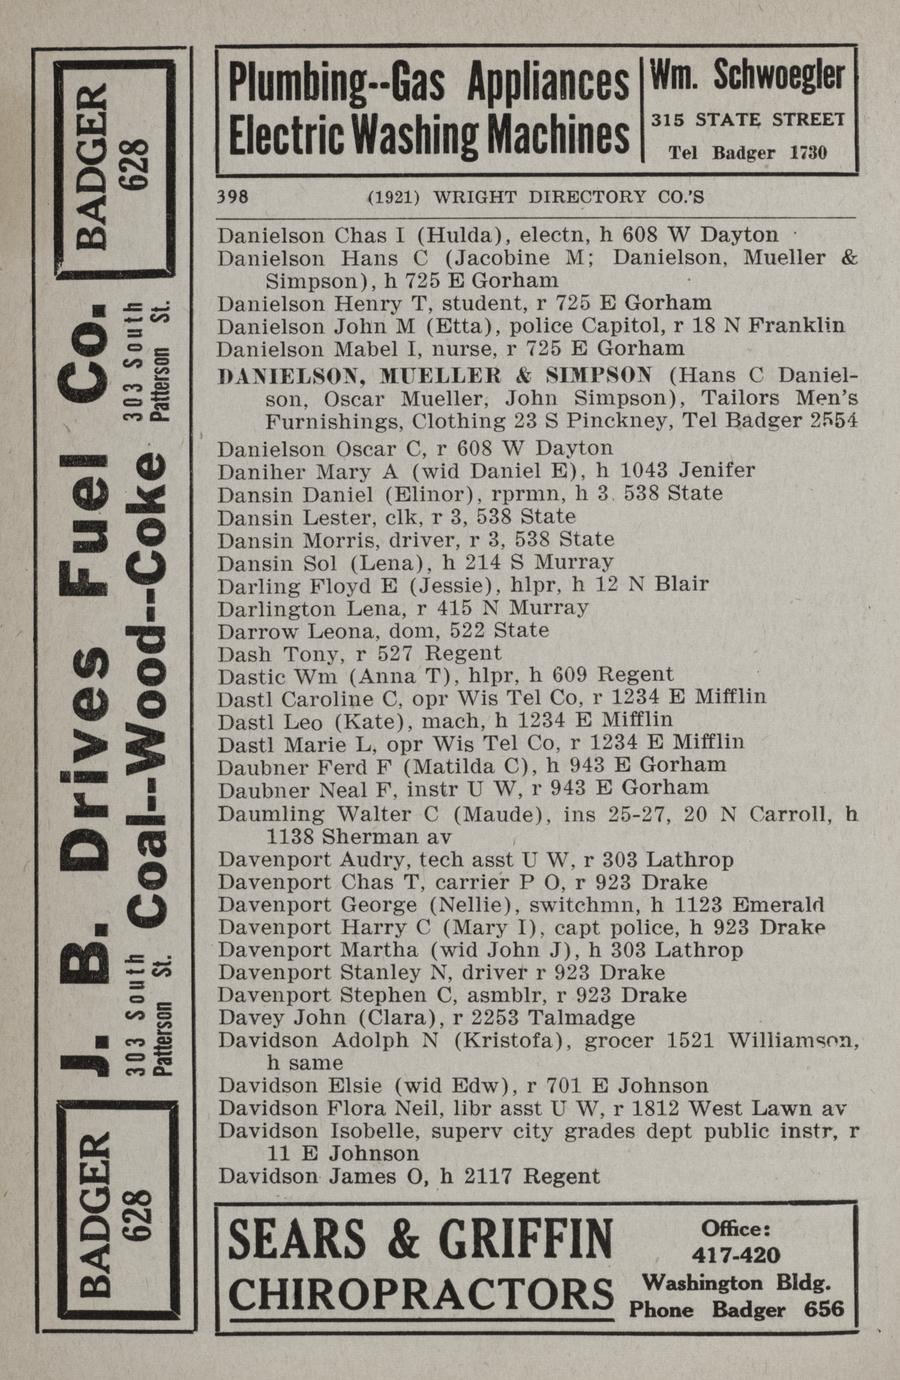 Plumbing--Gas Appliances
Electric Washing Machines
Wm. Schwoegler
315 STATE STREET
Tel Badger 1730
BADGER
628
J. B. Drives Fuel Co.
303 South
Patterson St.
Coal--Wood--Coke
303 South
Patterson St.
BADGER
628
398 (1921) WRIGHT DIRECTORY CO.'S
Danielson Chas I (Hulda), electn, h 608 W Dayton
Danielson Hans C (Jacobine M; Danielson, Mueller &
Simpson), h 725 E Gorham
Danielson Henry T, student, r 725 E Gorham
Danielson John M (Etta), police Capitol, r 18 N Franklin
Danielson Mabel I, nurse, r 725 E Gorham
DANIELSON, MUELLER & SIMPSON (Hans C Daniel-
son, Oscar Mueller, John Simpson), Tailors Men's
Furnishings, Clothing 23 S Pinckney, Tel Badger 2554
Danielson Oscar C, r 608 W Dayton
Daniher Mary A (wid Daniel E), h 1043 Jenifer
Dansin Daniel (Elinor), rprmn, h 3. 538 State
Dansin Lester, clk, r 3, 538 State
Dansin Morris, driver, r 3, 538 State
Dansin Sol (Lena), h 214 S Murray
Darling Floyd E (Jessie), hlpr, h 12 N Blair
Darlington Lena, r 415 N Murray
Darrow Leona, dom, 522 State
Dash Tony, r 527 Regent
Dastic Wm (Anna T), hlpr, h 609 Regent
Dastl Caroline C, opr Wis Tel Co, r 1234 E Mifflin
Dastl Leo (Kate), mach, h 1234 E Mifflin
Dastl Marie L, opr Wis Tel Co, r 1234 E Mifflin
Daubner Ferd F (Matilda C), h 943 E Gorham
Daubner Neal F, instr U W, r 943 E Gorham
Daumling Walter C (Maude), ins 25-27, 20 N Carroll, h
1138 Sherman av
Davenport Audry, tech asst U W, r 303 Lathrop
Davenport Chas T, carrier P O, r 923 Drake
Davenport George (Nellie), switchmn, h 1123 Emerald
Davenport Harry C (Mary I), capt police, h 923 Drake
Davenport Martha (wid John J), h 303 Lathrop
Davenport Stanley N, driver r 923 Drake
Davenport Stephen C, asmblr, r 923 Drake
Davey John (Clara), r 2253 Talmadge
Davidson Adolph N (Kristofa), grocer 1521 Williamson,
h same
Davidson Elsie (wid Edw), r 701 E Johnson
Davidson Flora Neil, libr asst U W, r 1812 West Lawn av
Davidson Isobelle, superv city grades dept public instr, r
11 E Johnson
Davidson James O, h 2117 Regent
SEARS & GRIFFIN
CHIROPRACTORS
Office:
417-420
Washington Bldg.
Phone Badger 656